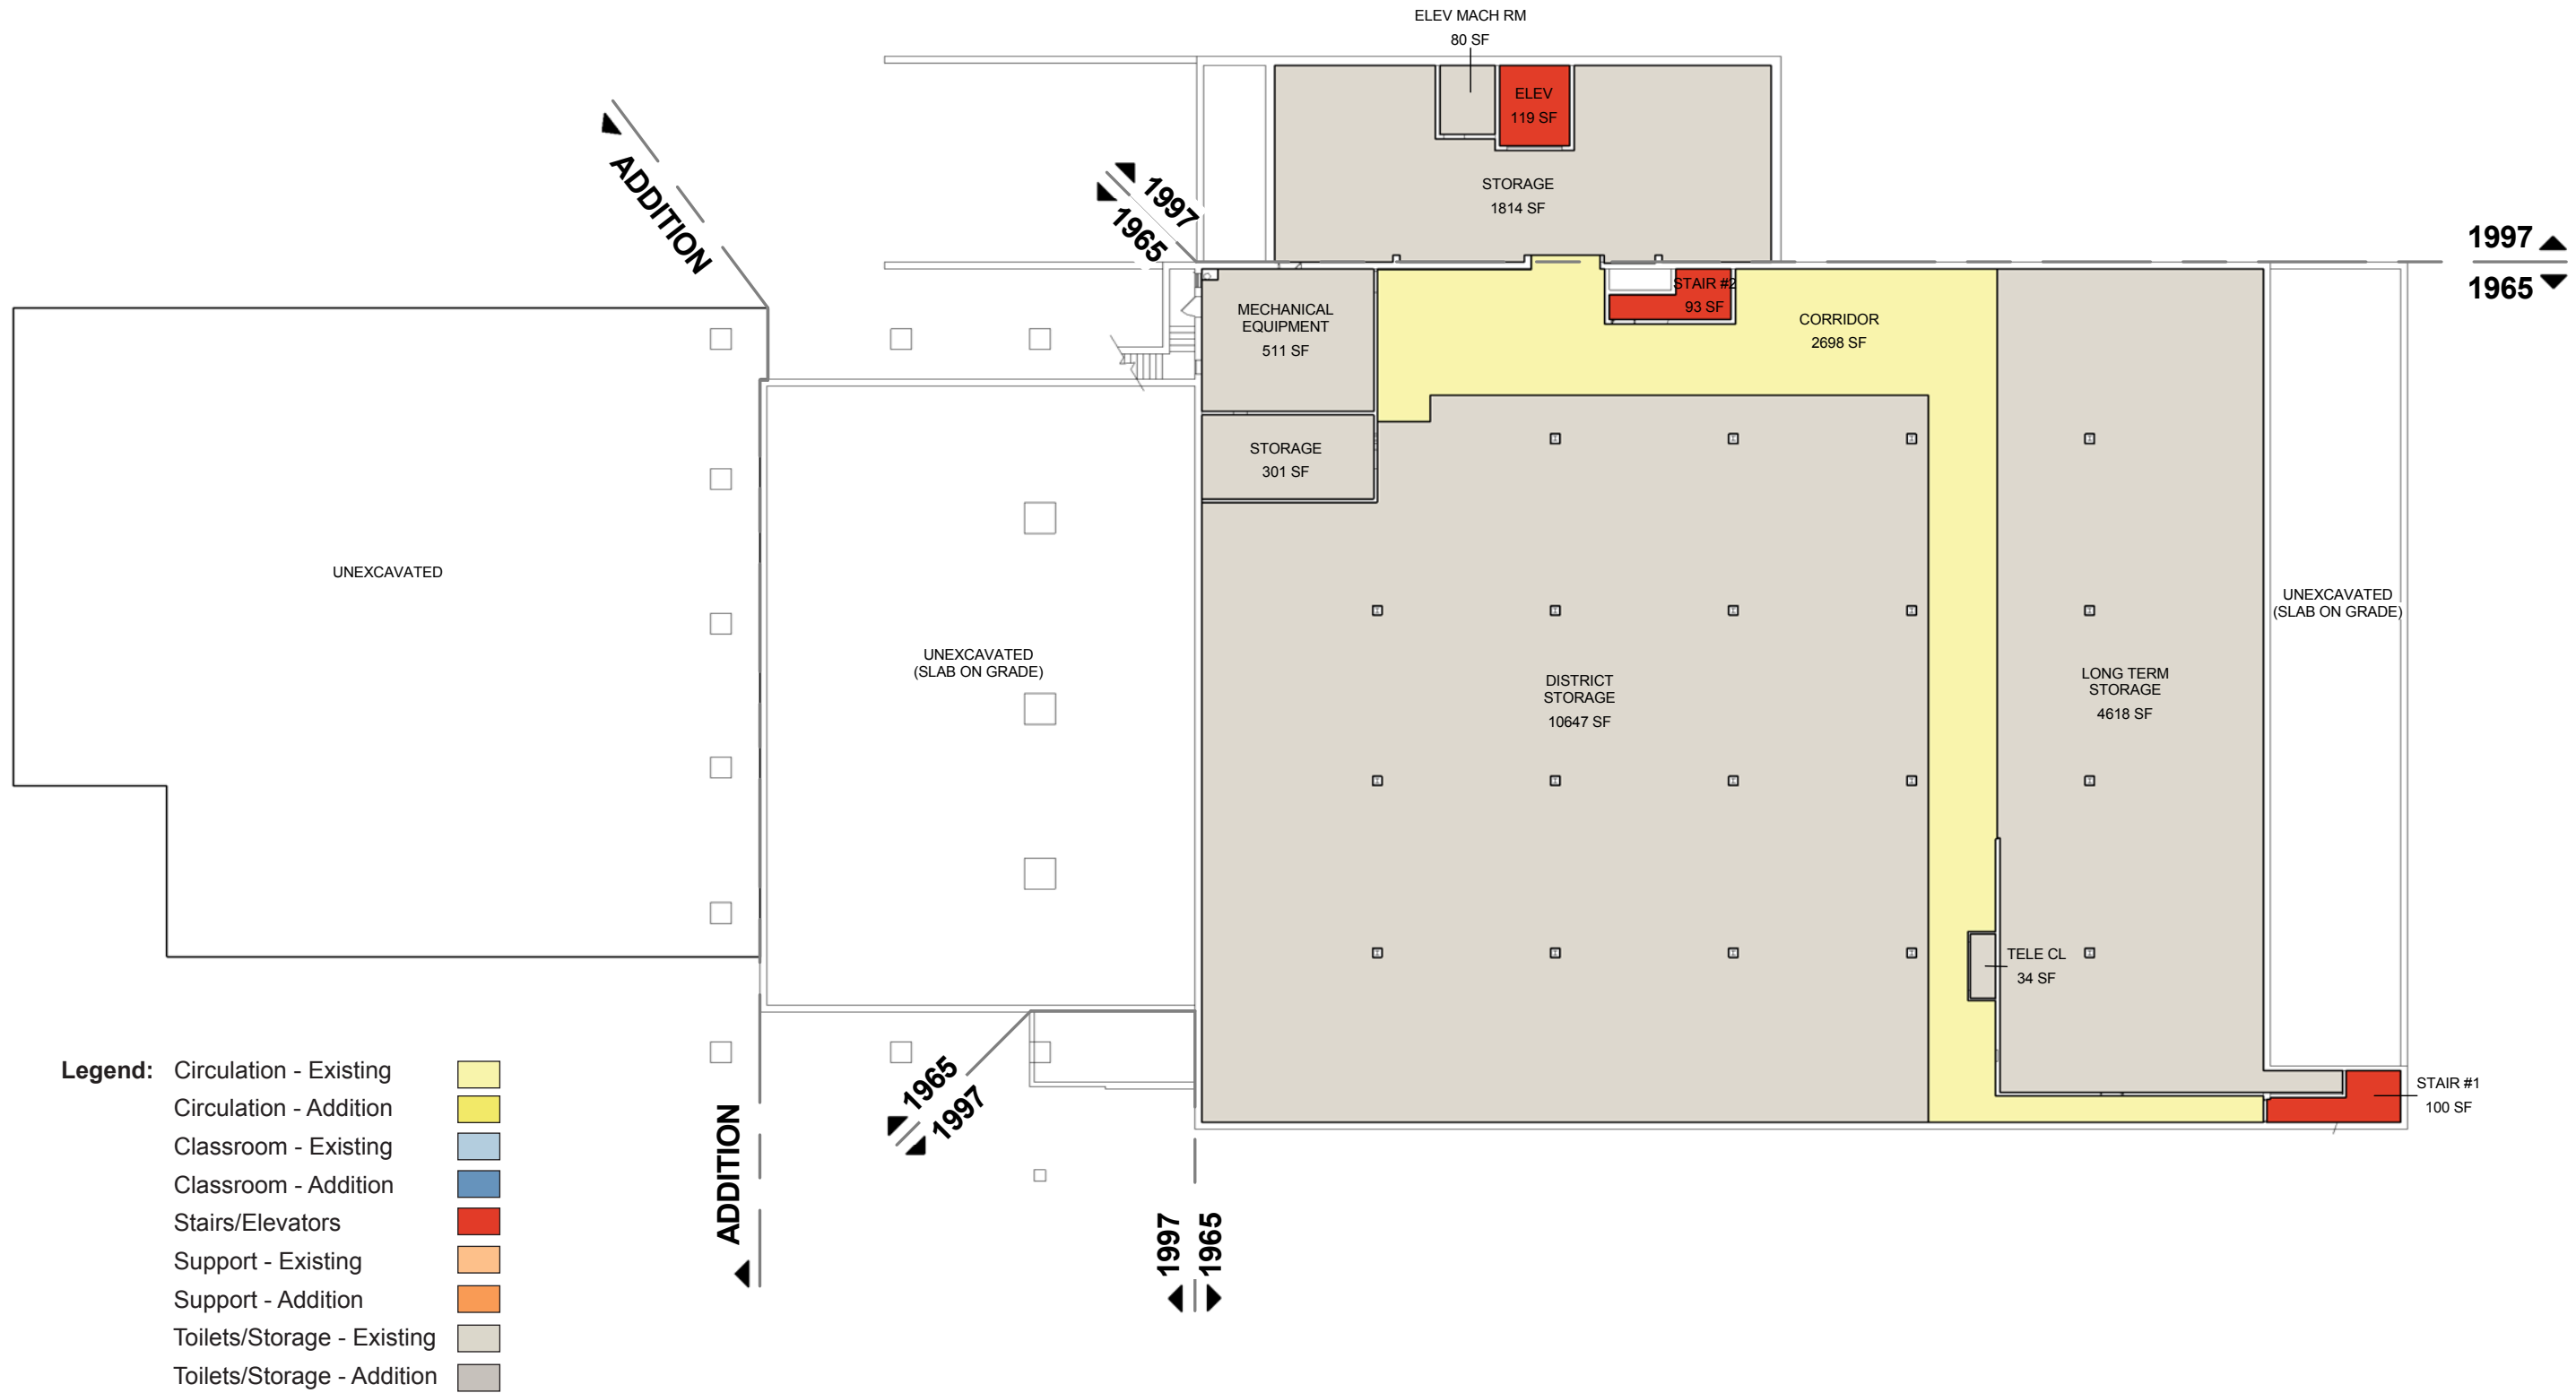 ELEV MACH RM
80 SF
ELEV
119 SF
STORAGE
1814 SF
ADDITION
1997
1965
1997
1965
STAIR #2
93 SF
MECHANICAL
EQUIPMENT
511 SF
CORRIDOR
2698 SF
STORAGE
301 SF
UNEXCAVATED
UNEXCAVATED
(SLAB ON GRADE)
DISTRICT
STORAGE
10647 SF
LONG TERM
STORAGE
4618 SF
UNEXCAVATED
(SLAB ON GRADE)
TELE CL
34 SF
STAIR #1
100 SF
1965
1997
ADDITION
1997
1965
Legend:
Circulation - Existing
Circulation - Addition
Classroom - Existing
Classroom - Addition
Stairs/Elevators
Support - Existing
Support - Addition
Toilets/Storage - Existing
Toilets/Storage - Addition